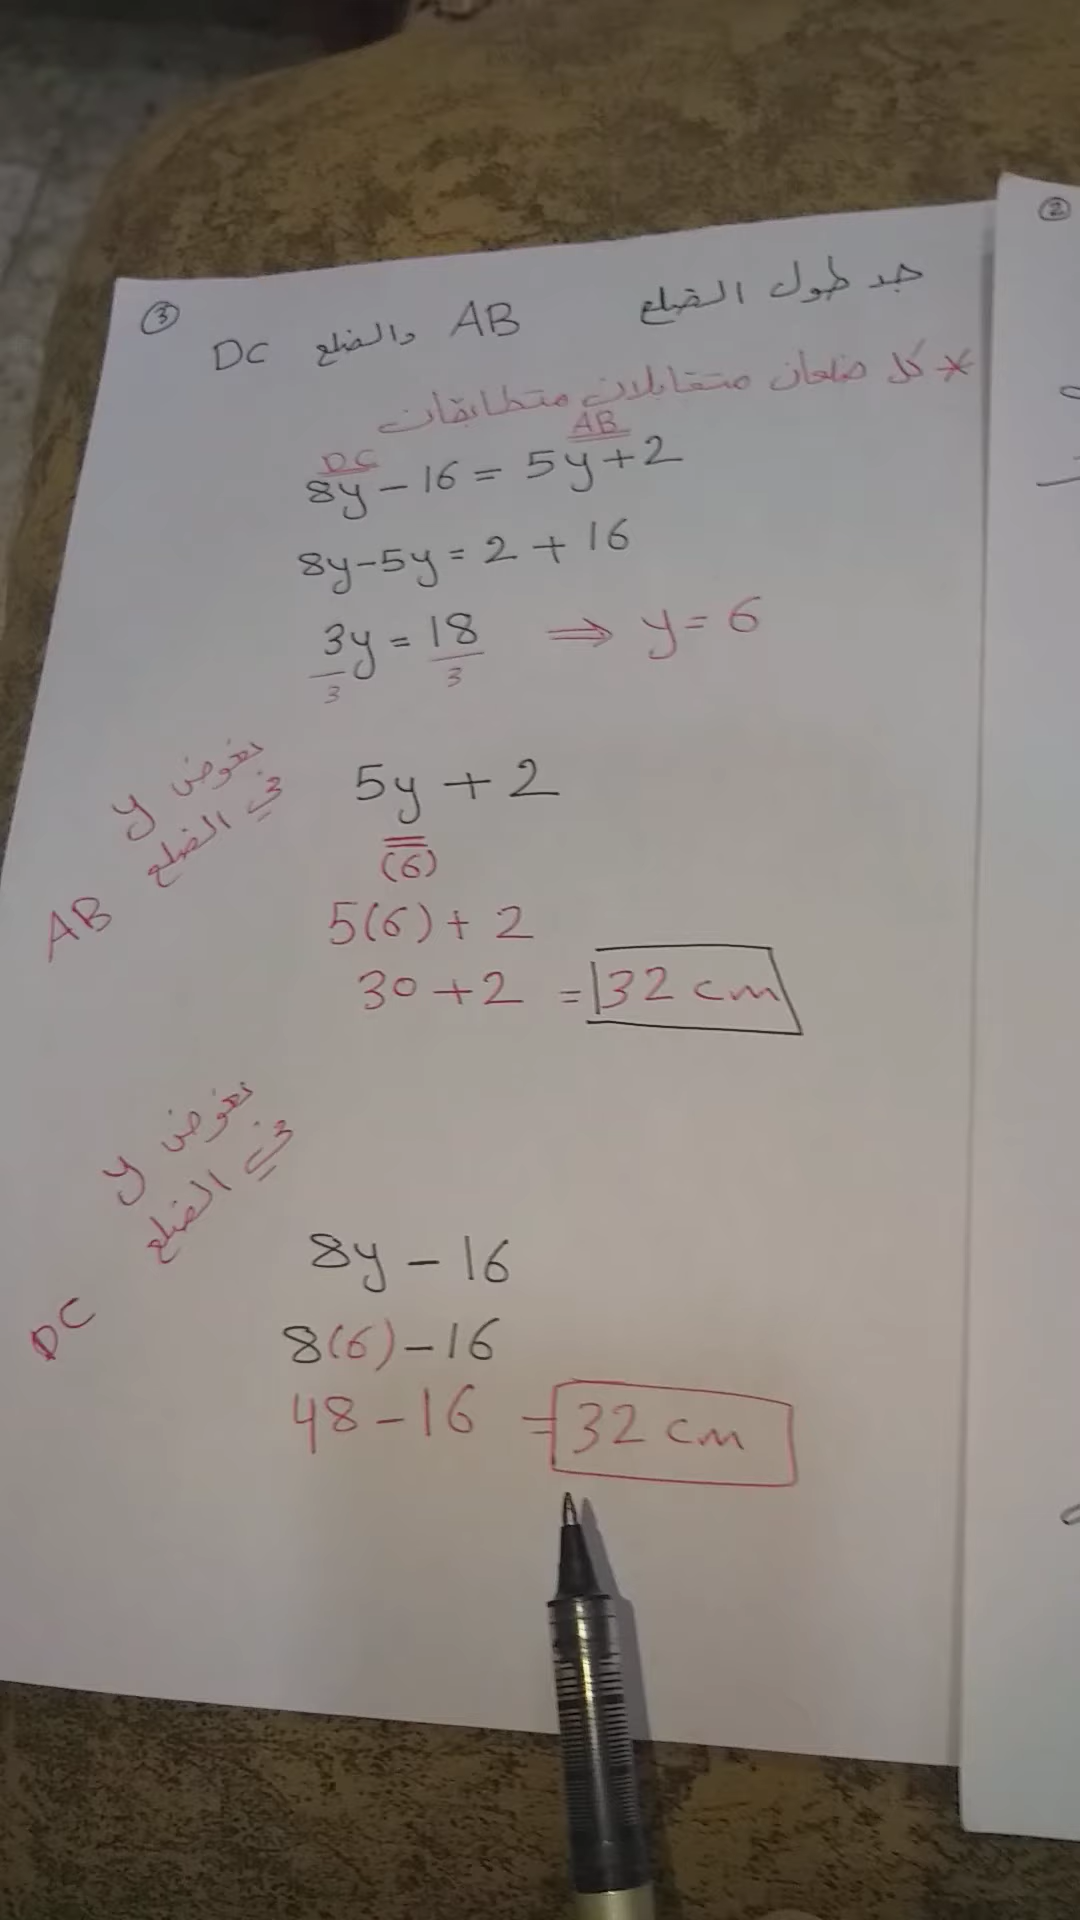 ③
جد طول الضلع AB والضلع DC
* كل ضلعان متقابلان متطابقان
DC AB
8y - 16 = 5y + 2
8y - 5y = 2 + 16
3y = 18 ⇒ y = 6
3 3
نعوض y
في الضلع
AB
5y + 2
(6)
5(6) + 2
30 + 2 = 32 cm
نعوض y
في الضلع
DC
8y - 16
8(6) - 16
48 - 16 = 32 cm
②